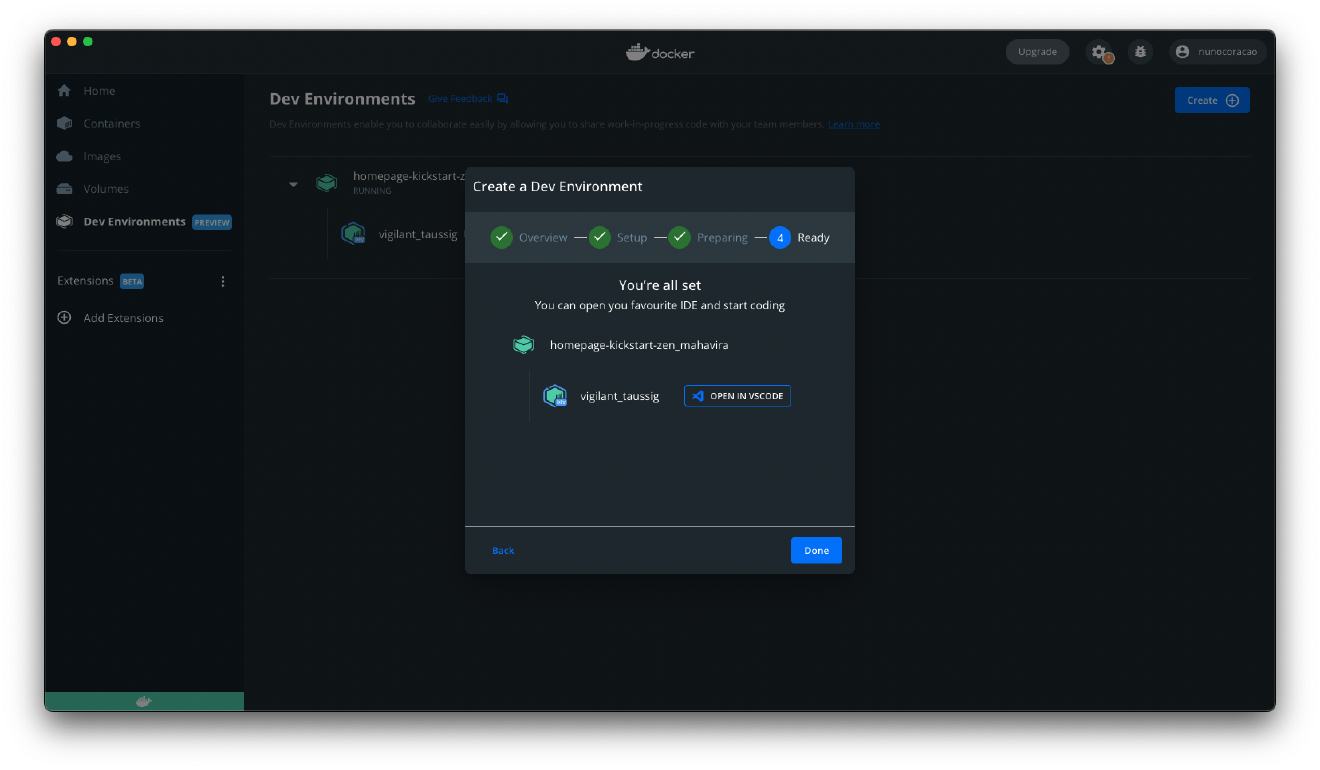 docker
Upgrade
nunocoracao
Home
Containers
Images
Volumes
Dev Environments PREVIEW
Extensions BETA
Add Extensions
Dev Environments Give Feedback
Create
Dev Environments enable you to collaborate easily by allowing you to share work-in-progress code with your team members. Learn more
homepage-kickstart-z
RUNNING
vigilant_taussig
Create a Dev Environment
Overview Setup Preparing 4 Ready
You're all set
You can open you favourite IDE and start coding
homepage-kickstart-zen_mahavira
vigilant_taussig OPEN IN VSCODE
Back Done